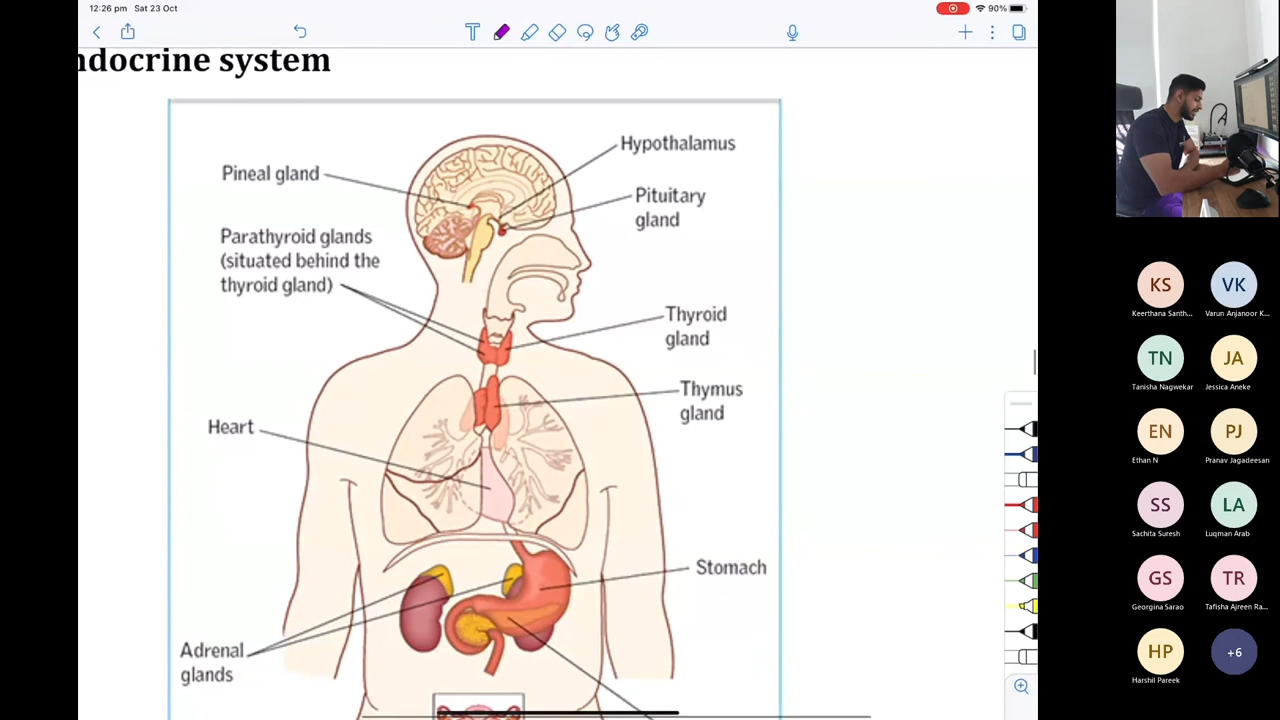 12:26 pm Sat 23 Oct
90%
ndocrine system
Hypothalamus
Pineal gland
Pituitary
gland
Parathyroid glands
(situated behind the
thyroid gland)
Thyroid
gland
Thymus
gland
Heart
Stomach
Adrenal
glands
KS
VK
Keerthana Santh...
Varun Anjanoor K...
TN
JA
Tanisha Nagwekar
Jessica Aneke
EN
PJ
Ethan N
Pranav Jagadeesan
SS
LA
Sachita Suresh
Luqman Arab
GS
TR
Georgina Sarao
Tafisha Ajreen Ra...
HP
+6
Harshil Pareek